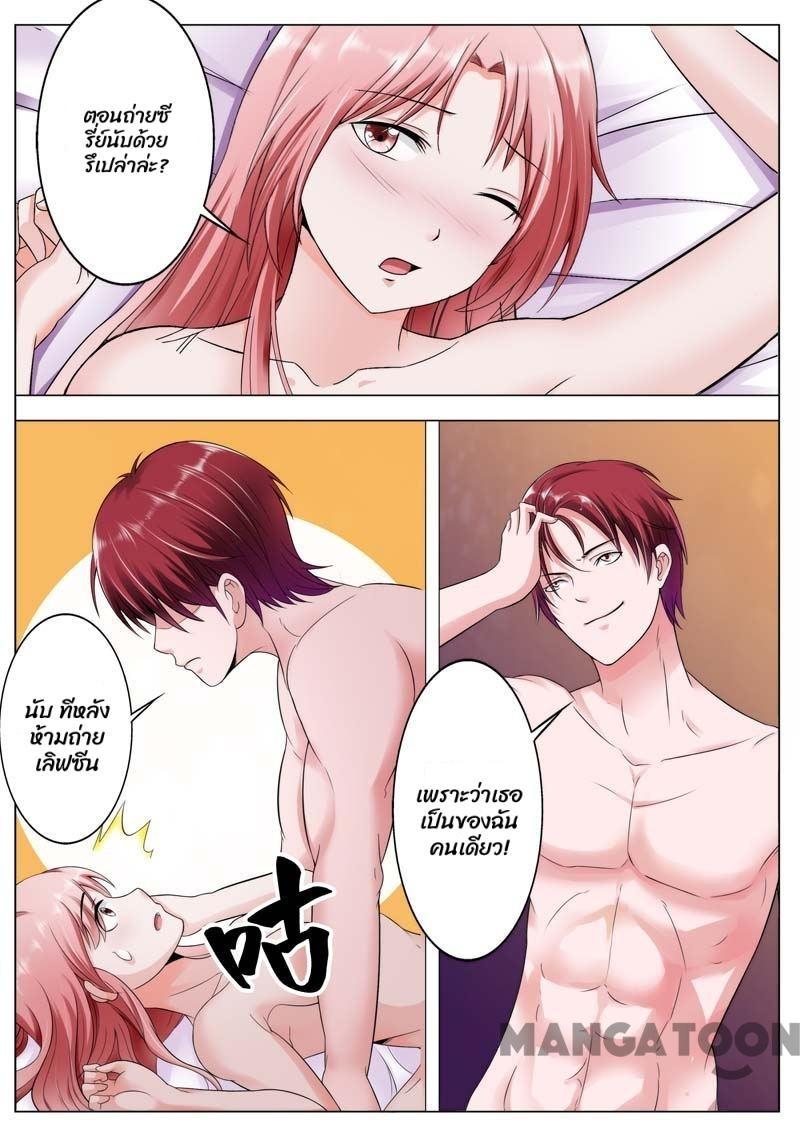 ตอนถ่ายซี
รี่ย์นับด้วย
รึเปล่าล่ะ?
นับ ทีหลัง
ห้ามถ่าย
เลิฟซีน
เพราะว่าเธอ
เป็นของฉัน
คนเดียว!
咕
MANGATOON